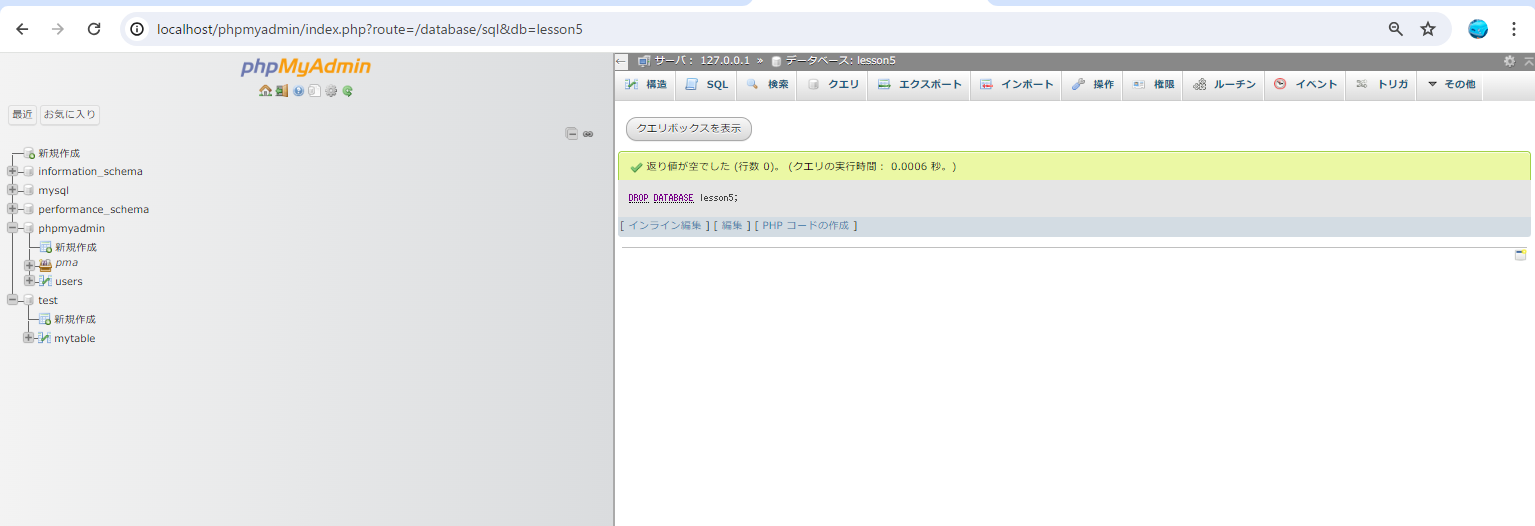 localhost/phpmyadmin/index.php?route=/database/sql&db=lesson5
phpMyAdmin
最近 お気に入り
新規作成
information_schema
mysql
performance_schema
phpmyadmin
新規作成
pma
users
test
新規作成
mytable
サーバ: 127.0.0.1 » データベース: lesson5
構造 SQL 検索 クエリ エクスポート インポート 操作 権限 ルーチン イベント トリガ その他
クエリボックスを表示
返り値が空でした (行数 0)。 (クエリの実行時間: 0.0006 秒。)
DROP DATABASE lesson5;
[ インライン編集 ] [ 編集 ] [ PHP コードの作成 ]